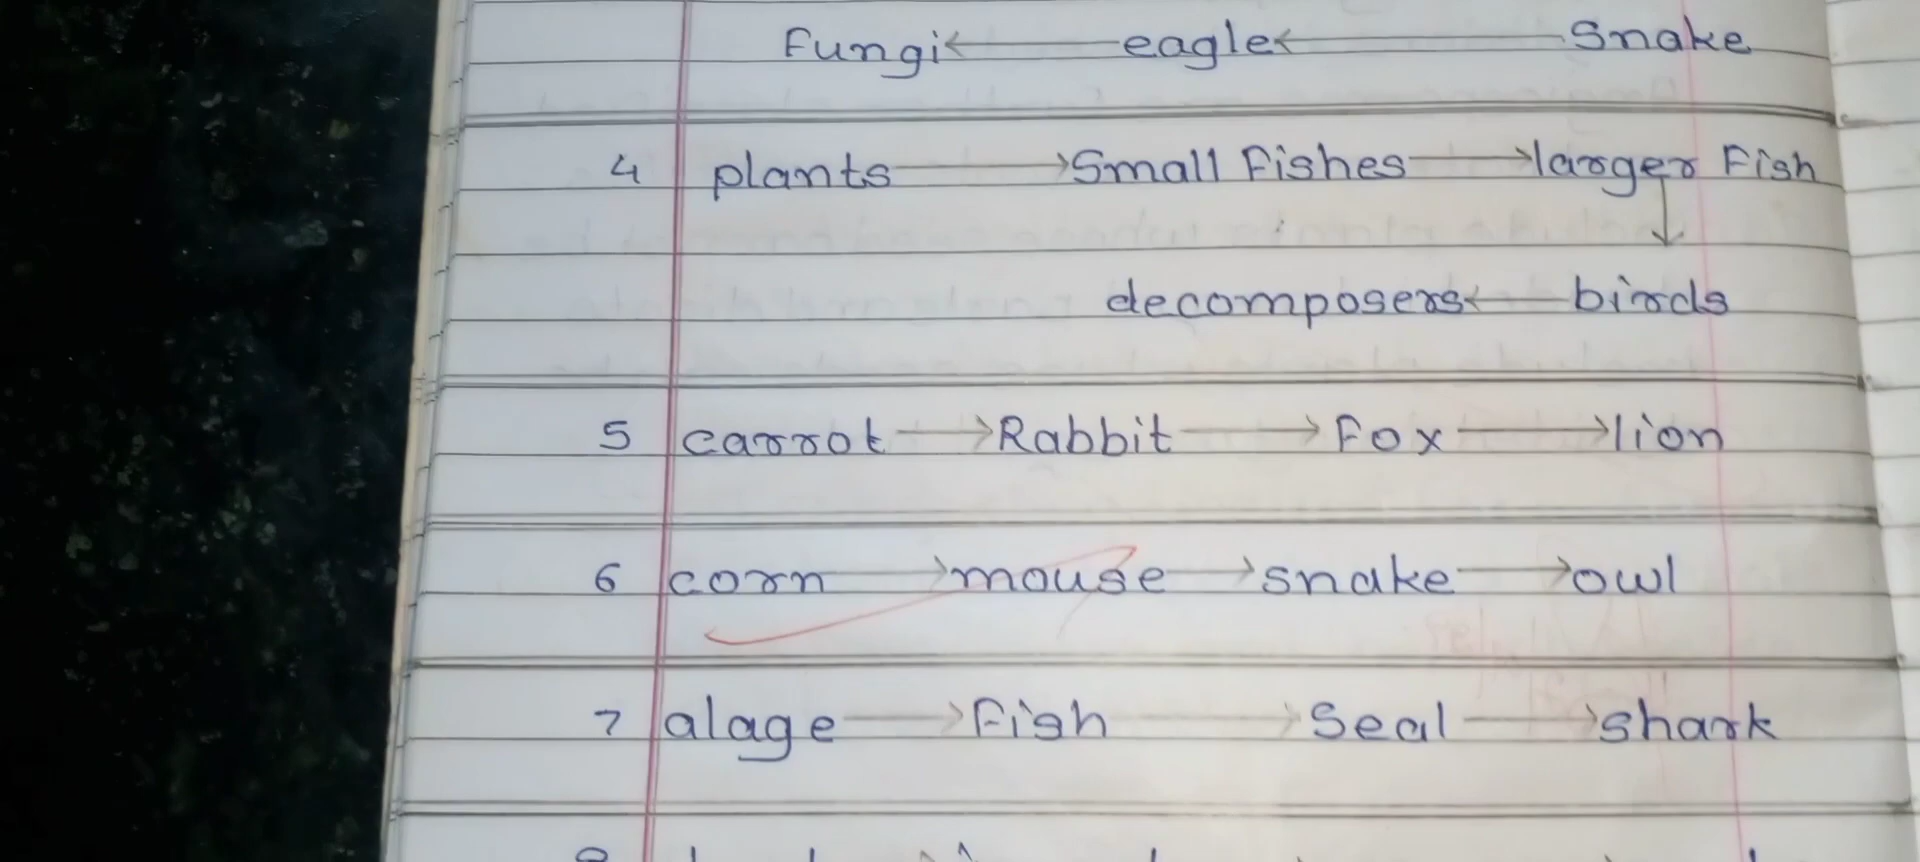 Fungi ← eagle ← Snake
4 plants → Small Fishes → larger Fish
↓
decomposers ← birds
5 carrot → Rabbit → Fox → lion
6 corn → mouse → snake → owl
7 alage → Fish → Seal → shark